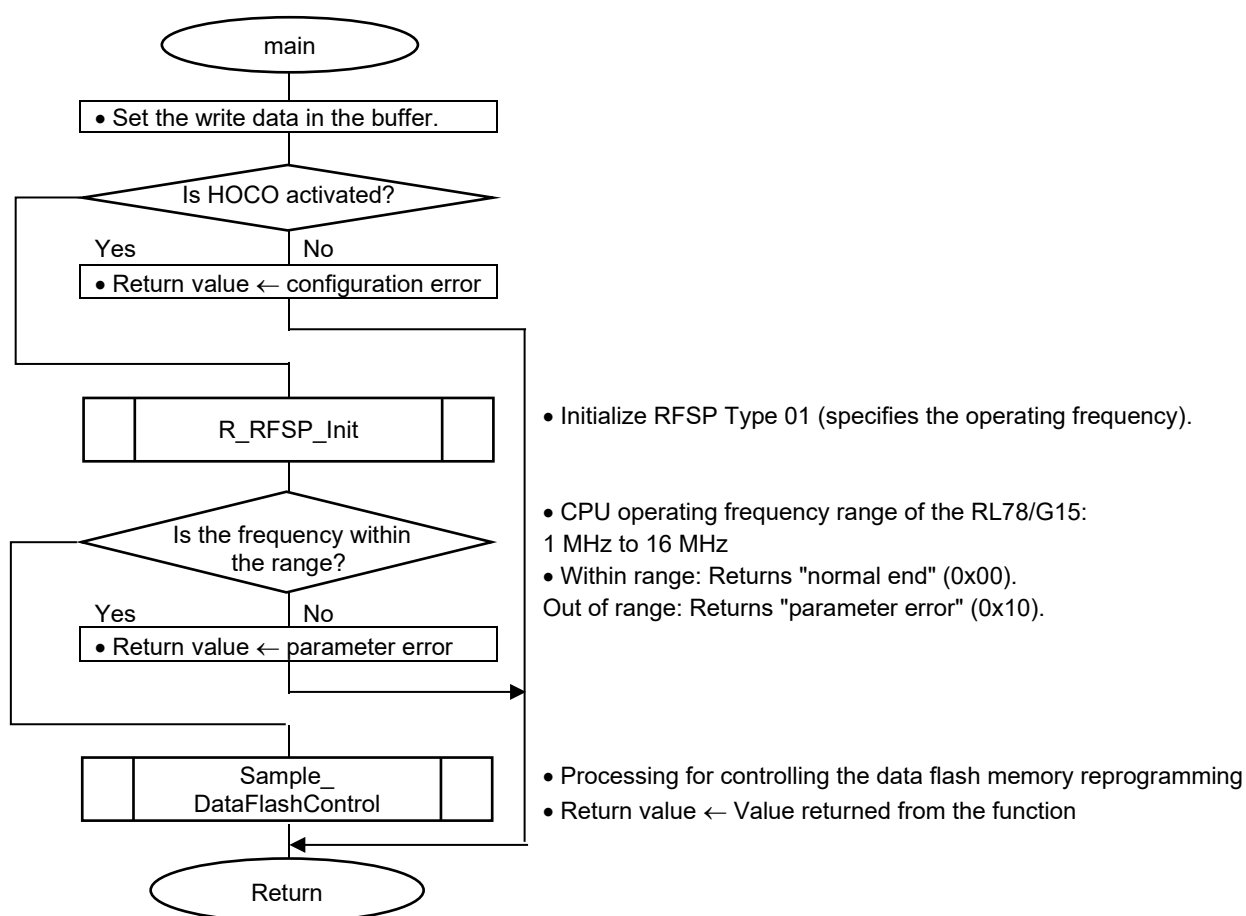 main
• Set the write data in the buffer.
Is HOCO activated?
Yes
No
• Return value ← configuration error
R_RFSP_Init
• Initialize RFSP Type 01 (specifies the operating frequency).
Is the frequency within
the range?
• CPU operating frequency range of the RL78/G15:
1 MHz to 16 MHz
• Within range: Returns "normal end" (0x00).
Out of range: Returns "parameter error" (0x10).
Yes
No
• Return value ← parameter error
Sample_
DataFlashControl
• Processing for controlling the data flash memory reprogramming
• Return value ← Value returned from the function
Return